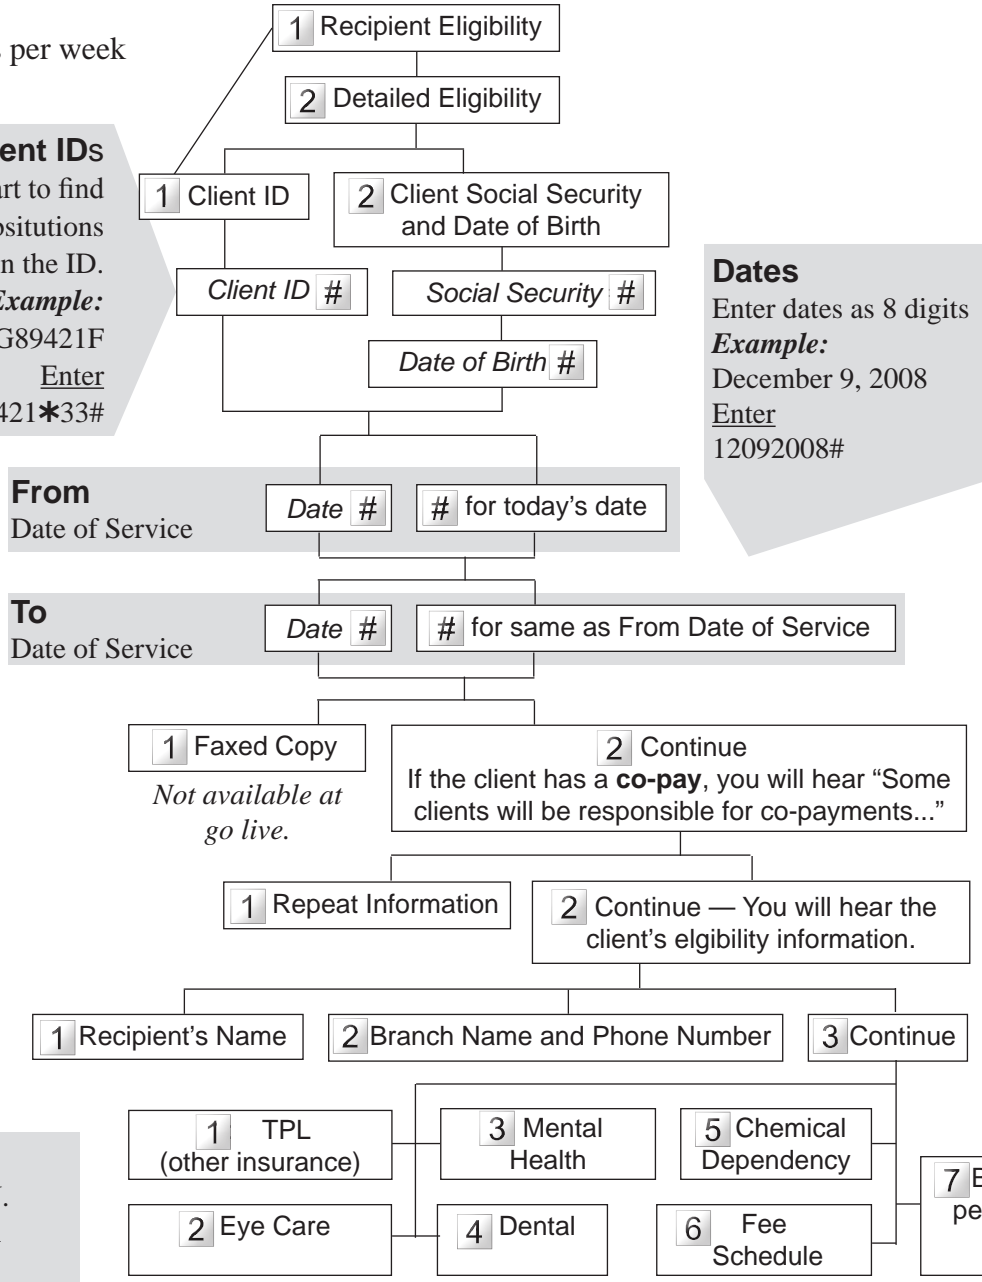 1 Recipient Eligibility
per week
2 Detailed Eligibility
IDs
to find
1 Client ID
2 Client Social Security
and Date of Birth
in the ID.
Example:
G89421F
Enter
421*33#
Client ID #
Social Security #
Date of Birth #
Dates
Enter dates as 8 digits
Example:
December 9, 2008
Enter
12092008#
From
Date of Service
Date #
# for today's date
To
Date of Service
Date #
# for same as From Date of Service
1 Faxed Copy
Not available at
go live.
2 Continue
If the client has a co-pay, you will hear “Some
clients will be responsible for co-payments...”
1 Repeat Information
2 Continue — You will hear the
client's elgibility information.
1 Recipient's Name
2 Branch Name and Phone Number
3 Continue
1 TPL
(other insurance)
3 Mental
Health
5 Chemical
Dependency
7
2 Eye Care
4 Dental
6 Fee
Schedule